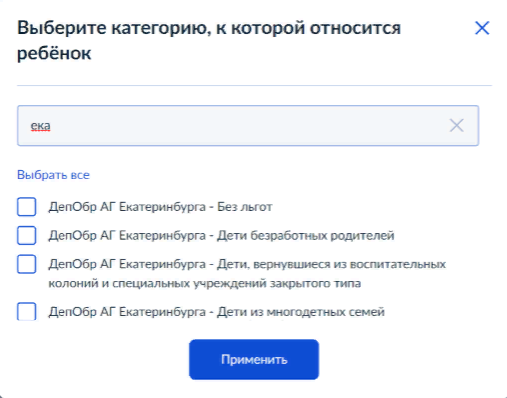 Выберите категорию, к которой относится
ребёнок
ека
Выбрать все
ДепОбр АГ Екатеринбурга - Без льгот
ДепОбр АГ Екатеринбурга - Дети безработных родителей
ДепОбр АГ Екатеринбурга - Дети, вернувшиеся из воспитательных
колоний и специальных учреждений закрытого типа
ДепОбр АГ Екатеринбурга - Дети из многодетных семей
Применить